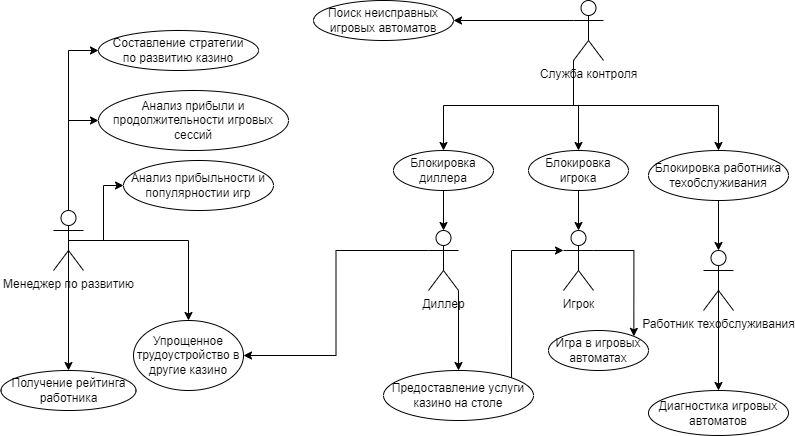 Поиск неисправных
игровых автоматов
Служба контроля
Составление стратегии
по развитию казино
Анализ прибыли и
продолжительности игровых
сессий
Анализ прибыльности и
популярностии игр
Менеджер по развитию
Блокировка
диллера
Блокировка
игрока
Блокировка работника
техобслуживания
Диллер
Игрок
Работник техобслуживания
Упрощенное
трудоустройство в
другие казино
Игра в игровых
автоматах
Получение рейтинга
работника
Предоставление услуги
казино на столе
Диагностика игровых
автоматов